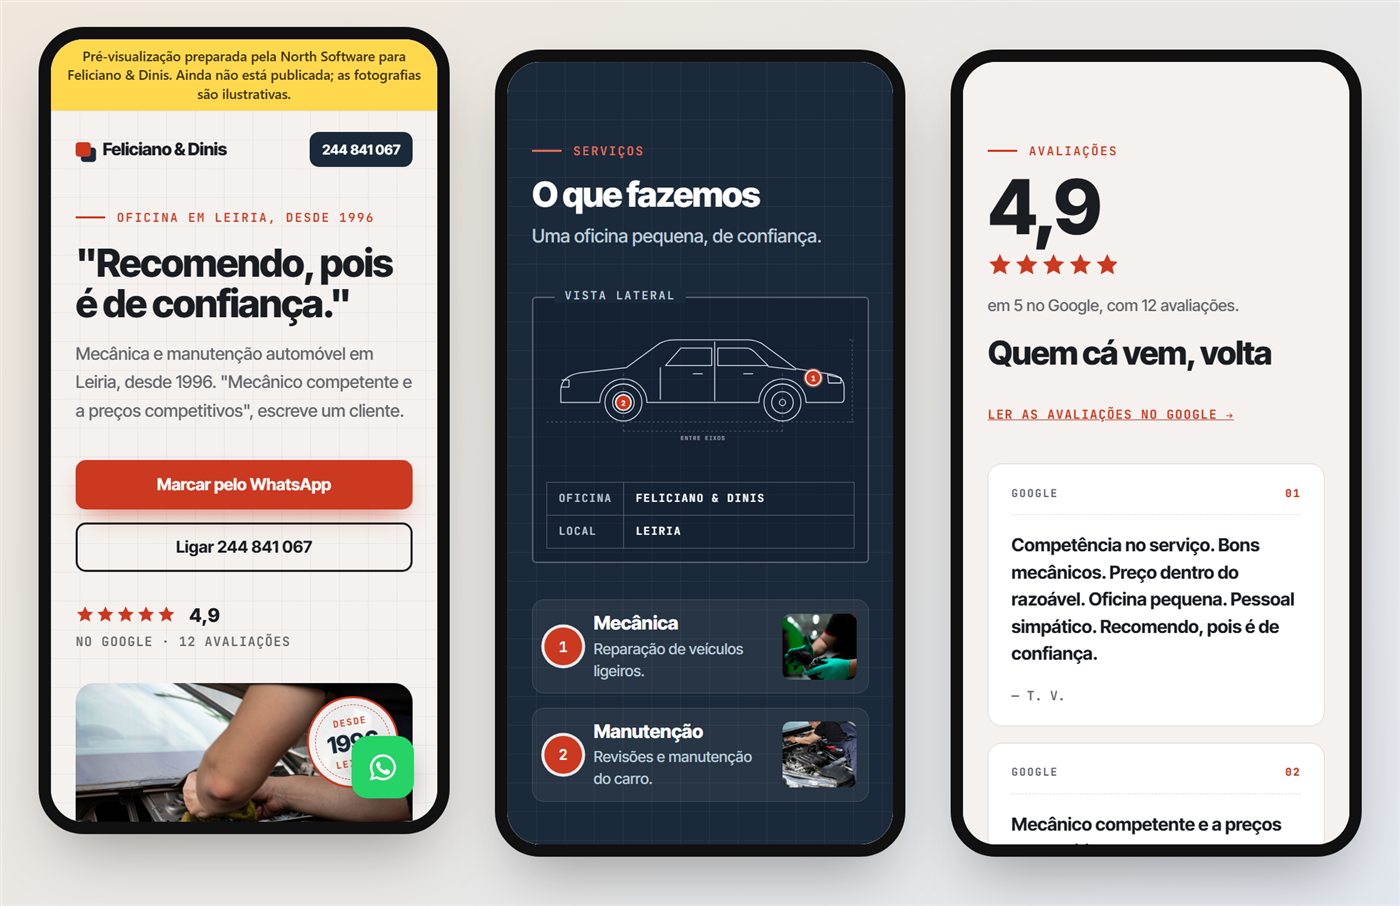 Pré-visualização preparada pela North Software para
Feliciano & Dinis. Ainda não está publicada; as fotografias
são ilustrativas.
Feliciano & Dinis
244 841 067
OFICINA EM LEIRIA, DESDE 1996
"Recomendo, pois
é de confiança."
Mecânica e manutenção automóvel em
Leiria, desde 1996. "Mecânico competente e
a preços competitivos", escreve um cliente.
Marcar pelo WhatsApp
Ligar 244 841 067
4,9
NO GOOGLE · 12 AVALIAÇÕES
DESDE
SERVIÇOS
O que fazemos
Uma oficina pequena, de confiança.
VISTA LATERAL
1
2
ENTRE EIXOS
OFICINA FELICIANO & DINIS
LOCAL LEIRIA
1
Mecânica
Reparação de veículos
ligeiros.
2
Manutenção
Revisões e manutenção
do carro.
AVALIAÇÕES
4,9
em 5 no Google, com 12 avaliações.
Quem cá vem, volta
LER AS AVALIAÇÕES NO GOOGLE →
GOOGLE 01
Competência no serviço. Bons
mecânicos. Preço dentro do
razoável. Oficina pequena. Pessoal
simpático. Recomendo, pois é de
confiança.
— T. V.
GOOGLE 02
Mecânico competente e a preços